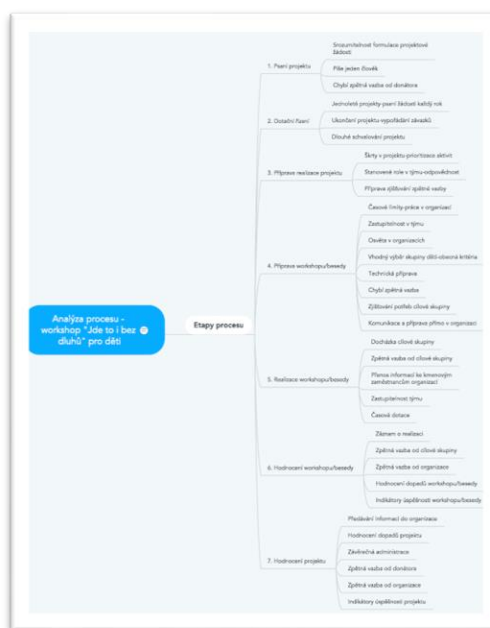 Analýza procesu -
workshop "Jde to i bez
dluhů" pro děti
Etapy procesu
1. Psaní projektu
Srozumitelnost formulace projektové
žádosti
Píše jeden člověk
Chybí zpětná vazba od donátora
2. Dotační řízení
Jednoleté projekty-psaní žádostí každý rok
Ukončení projektu-vypořádání závazků
Dlouhé schvalování projektu
3. Příprava realizace projektu
Škrty v projektu-prioritizace aktivit
Stanovené role v týmu-odpovědnost
Příprava zjišťování zpětné vazby
4. Příprava workshopu/besedy
Časové limity-práce v organizaci
Zastupitelnost v týmu
Osvěta v organizacích
Vhodný výběr skupiny dětí-obecná kritéria
Technická příprava
Chybí zpětná vazba
Zjišťování potřeb cílové skupiny
Komunikace a příprava přímo v organizaci
5. Realizace workshopu/besedy
Docházka cílové skupiny
Zpětná vazba od cílové skupiny
Přenos informací ke kmenovým
zaměstnancům organizací
Zastupitelnost týmu
Časová dotace
6. Hodnocení workshopu/besedy
Záznam o realizaci
Zpětná vazba od cílové skupiny
Zpětná vazba od organizace
Hodnocení dopadů workshopu/besedy
Indikátory úspěšnosti workshopu/besedy
7. Hodnocení projektu
Předávání informací do organizace
Hodnocení dopadů projektu
Závěrečná administrace
Zpětná vazba od donátora
Zpětná vazba od organizace
Indikátory úspěšnosti projektu